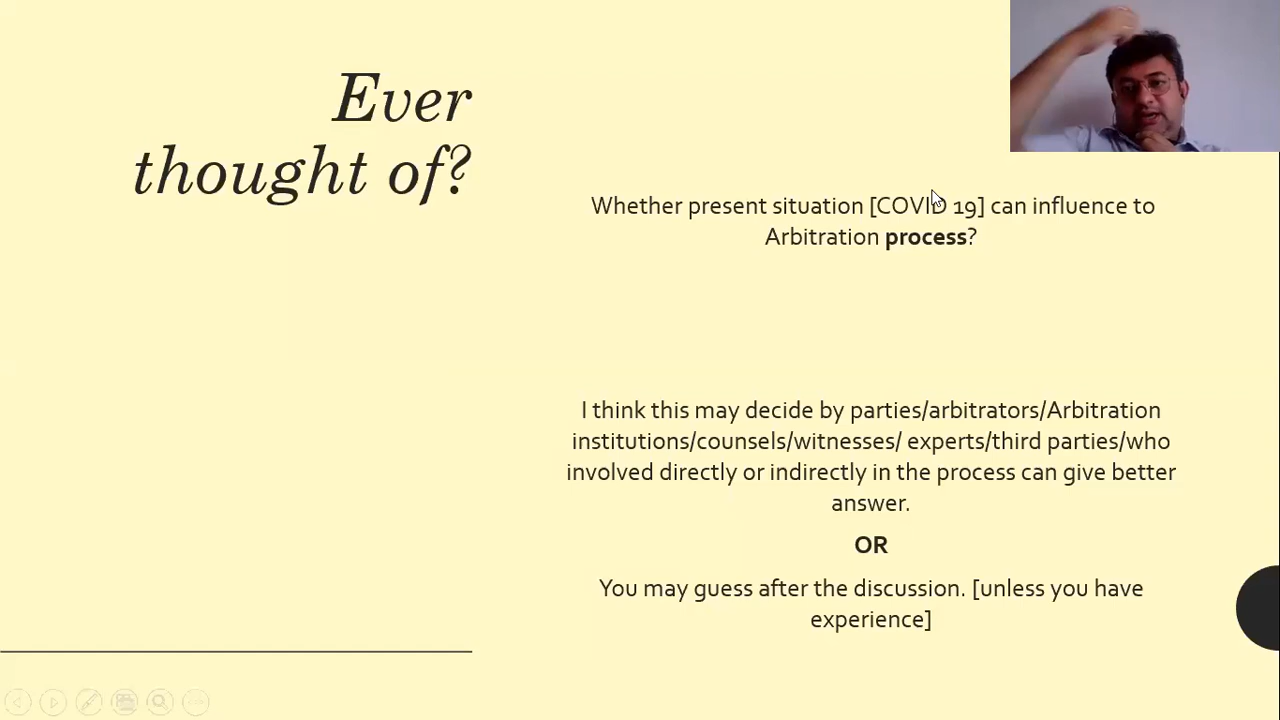 Ever
thought of?
Whether present situation [COVID 19] can influence to
Arbitration process?
I think this may decide by parties/arbitrators/Arbitration
institutions/counsels/witnesses/ experts/third parties/who
involved directly or indirectly in the process can give better
answer.
OR
You may guess after the discussion. [unless you have
experience]